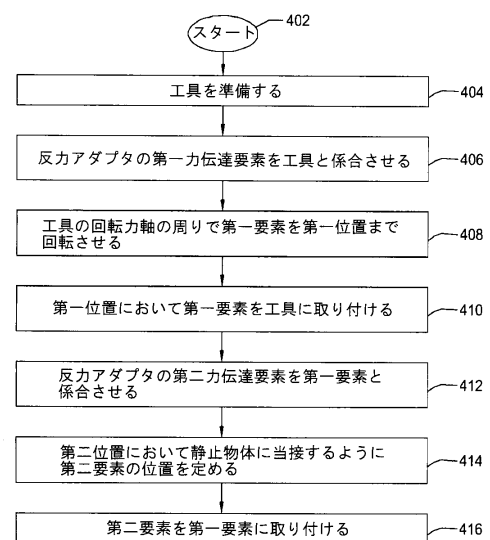 スタート
402
工具を準備する
404
反力アダプタの第一力伝達要素を工具と係合させる
406
工具の回転力軸の周りで第一要素を第一位置まで
回転させる
408
第一位置において第一要素を工具に取り付ける
410
反力アダプタの第二力伝達要素を第一要素と
係合させる
412
第二位置において静止物体に当接するように
第二要素の位置を定める
414
第二要素を第一要素に取り付ける
416